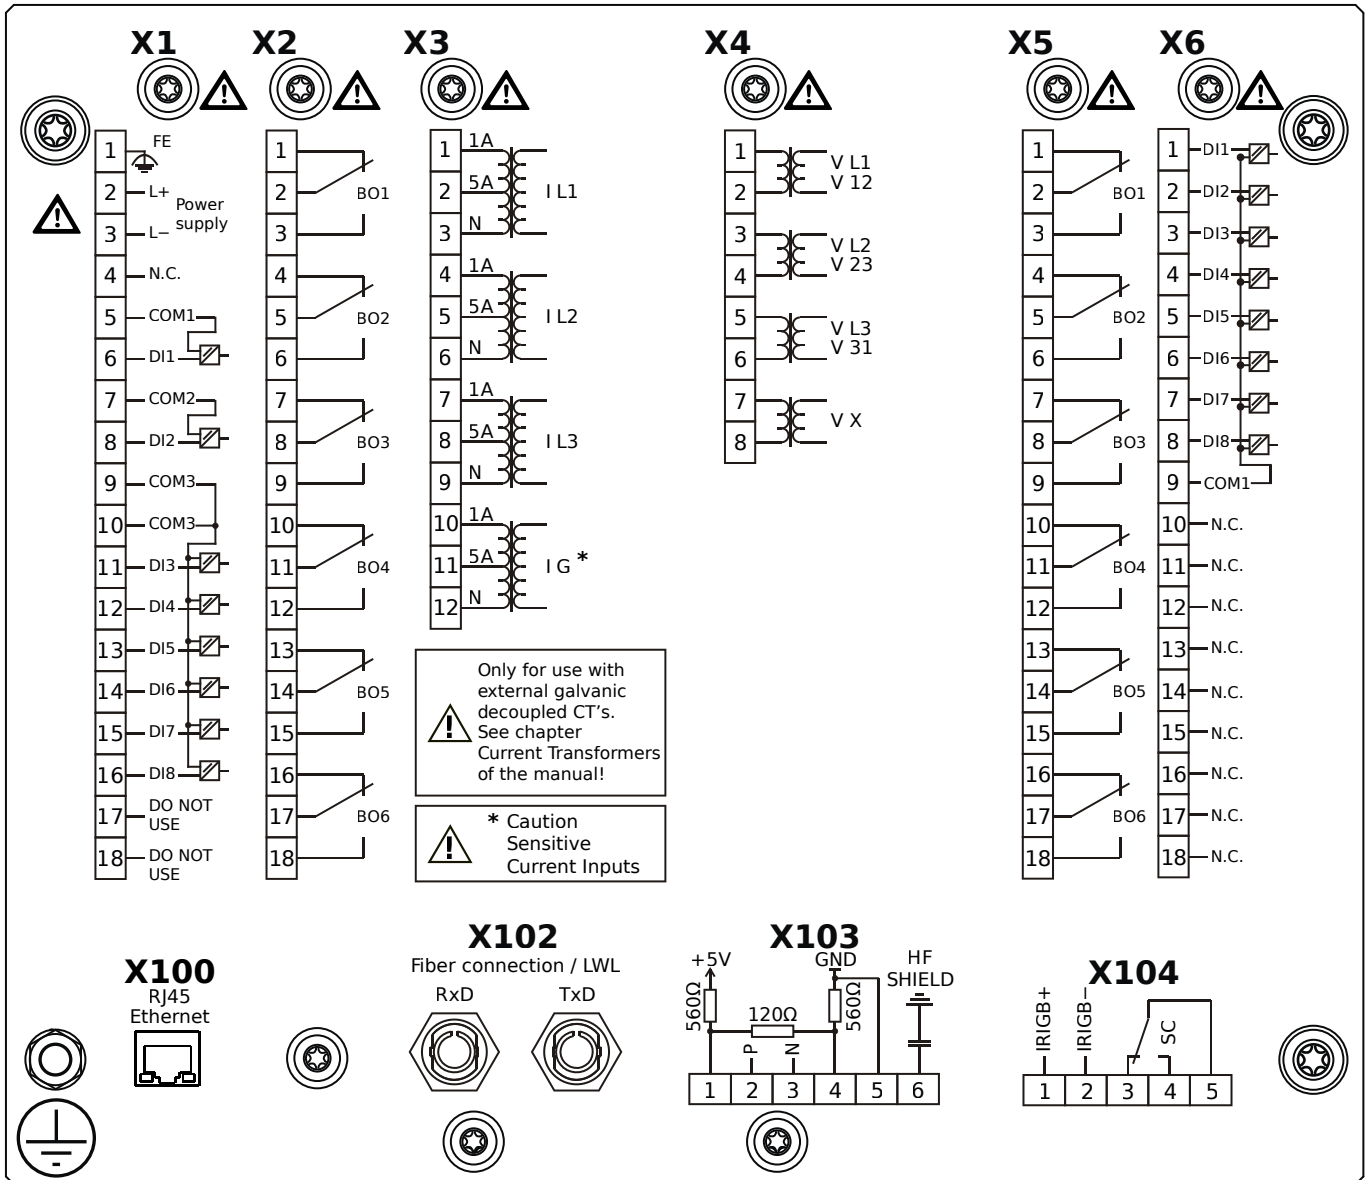 X1
X2
X3
X4
X5
X6
1 FE
2 L+
Power
supply
3 L−
4 N.C.
5 COM1
6 DI1
7 COM2
8 DI2
9 COM3
10 COM3
11 DI3
12 DI4
13 DI5
14 DI6
15 DI7
16 DI8
17 DO NOT
USE
18 DO NOT
USE
1
2 BO1
3
4
5 BO2
6
7
8 BO3
9
10
11 BO4
12
13
14 BO5
15
16
17 BO6
18
1 1A
2 5A I L1
3 N
4 1A
5 5A I L2
6 N
7 1A
8 5A I L3
9 N
10 1A
11 5A I G *
12 N
Only for use with
external galvanic
decoupled CT's.
See chapter
Current Transformers
of the manual!
* Caution
Sensitive
Current Inputs
1 V L1
2 V 12
3 V L2
4 V 23
5 V L3
6 V 31
7 V X
8
1
2 BO1
3
4
5 BO2
6
7
8 BO3
9
10
11 BO4
12
13
14 BO5
15
16
17 BO6
18
1 DI1
2 DI2
3 DI3
4 DI4
5 DI5
6 DI6
7 DI7
8 DI8
9 COM1
10 N.C.
11 N.C.
12 N.C.
13 N.C.
14 N.C.
15 N.C.
16 N.C.
17 N.C.
18 N.C.
X100
RJ45
Ethernet
X102
Fiber connection / LWL
RxD TxD
X103
+5V GND HF
SHIELD
560Ω 120Ω 560Ω
P N
1 2 3 4 5 6
X104
IRIGB+ IRIGB− SC
1 2 3 4 5